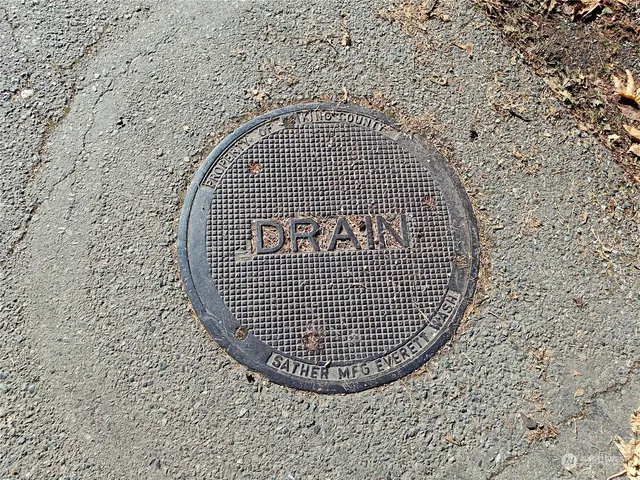 PROPERTY OF KING COUNTY
DRAIN
SATHER MFG EVERETT WASH